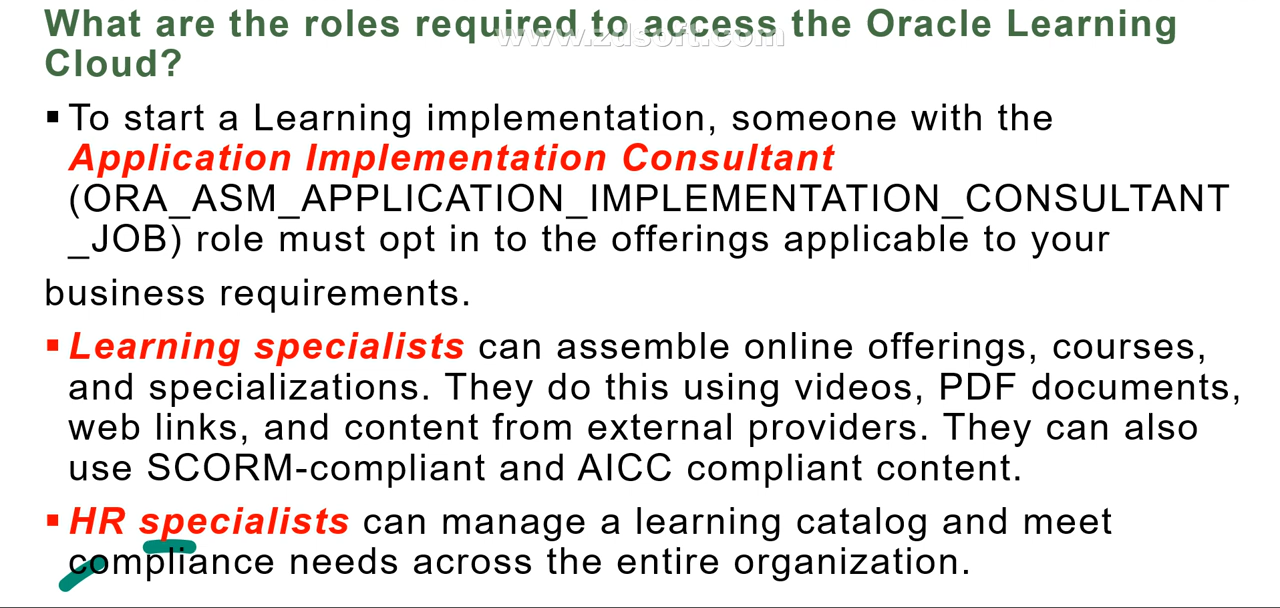 What are the roles required to access the Oracle Learning
Cloud?
www.zdsoft.com
▪ To start a Learning implementation, someone with the
Application Implementation Consultant
(ORA_ASM_APPLICATION_IMPLEMENTATION_CONSULTANT
_JOB) role must opt in to the offerings applicable to your
business requirements.
▪ Learning specialists can assemble online offerings, courses,
and specializations. They do this using videos, PDF documents,
web links, and content from external providers. They can also
use SCORM-compliant and AICC compliant content.
▪ HR specialists can manage a learning catalog and meet
compliance needs across the entire organization.